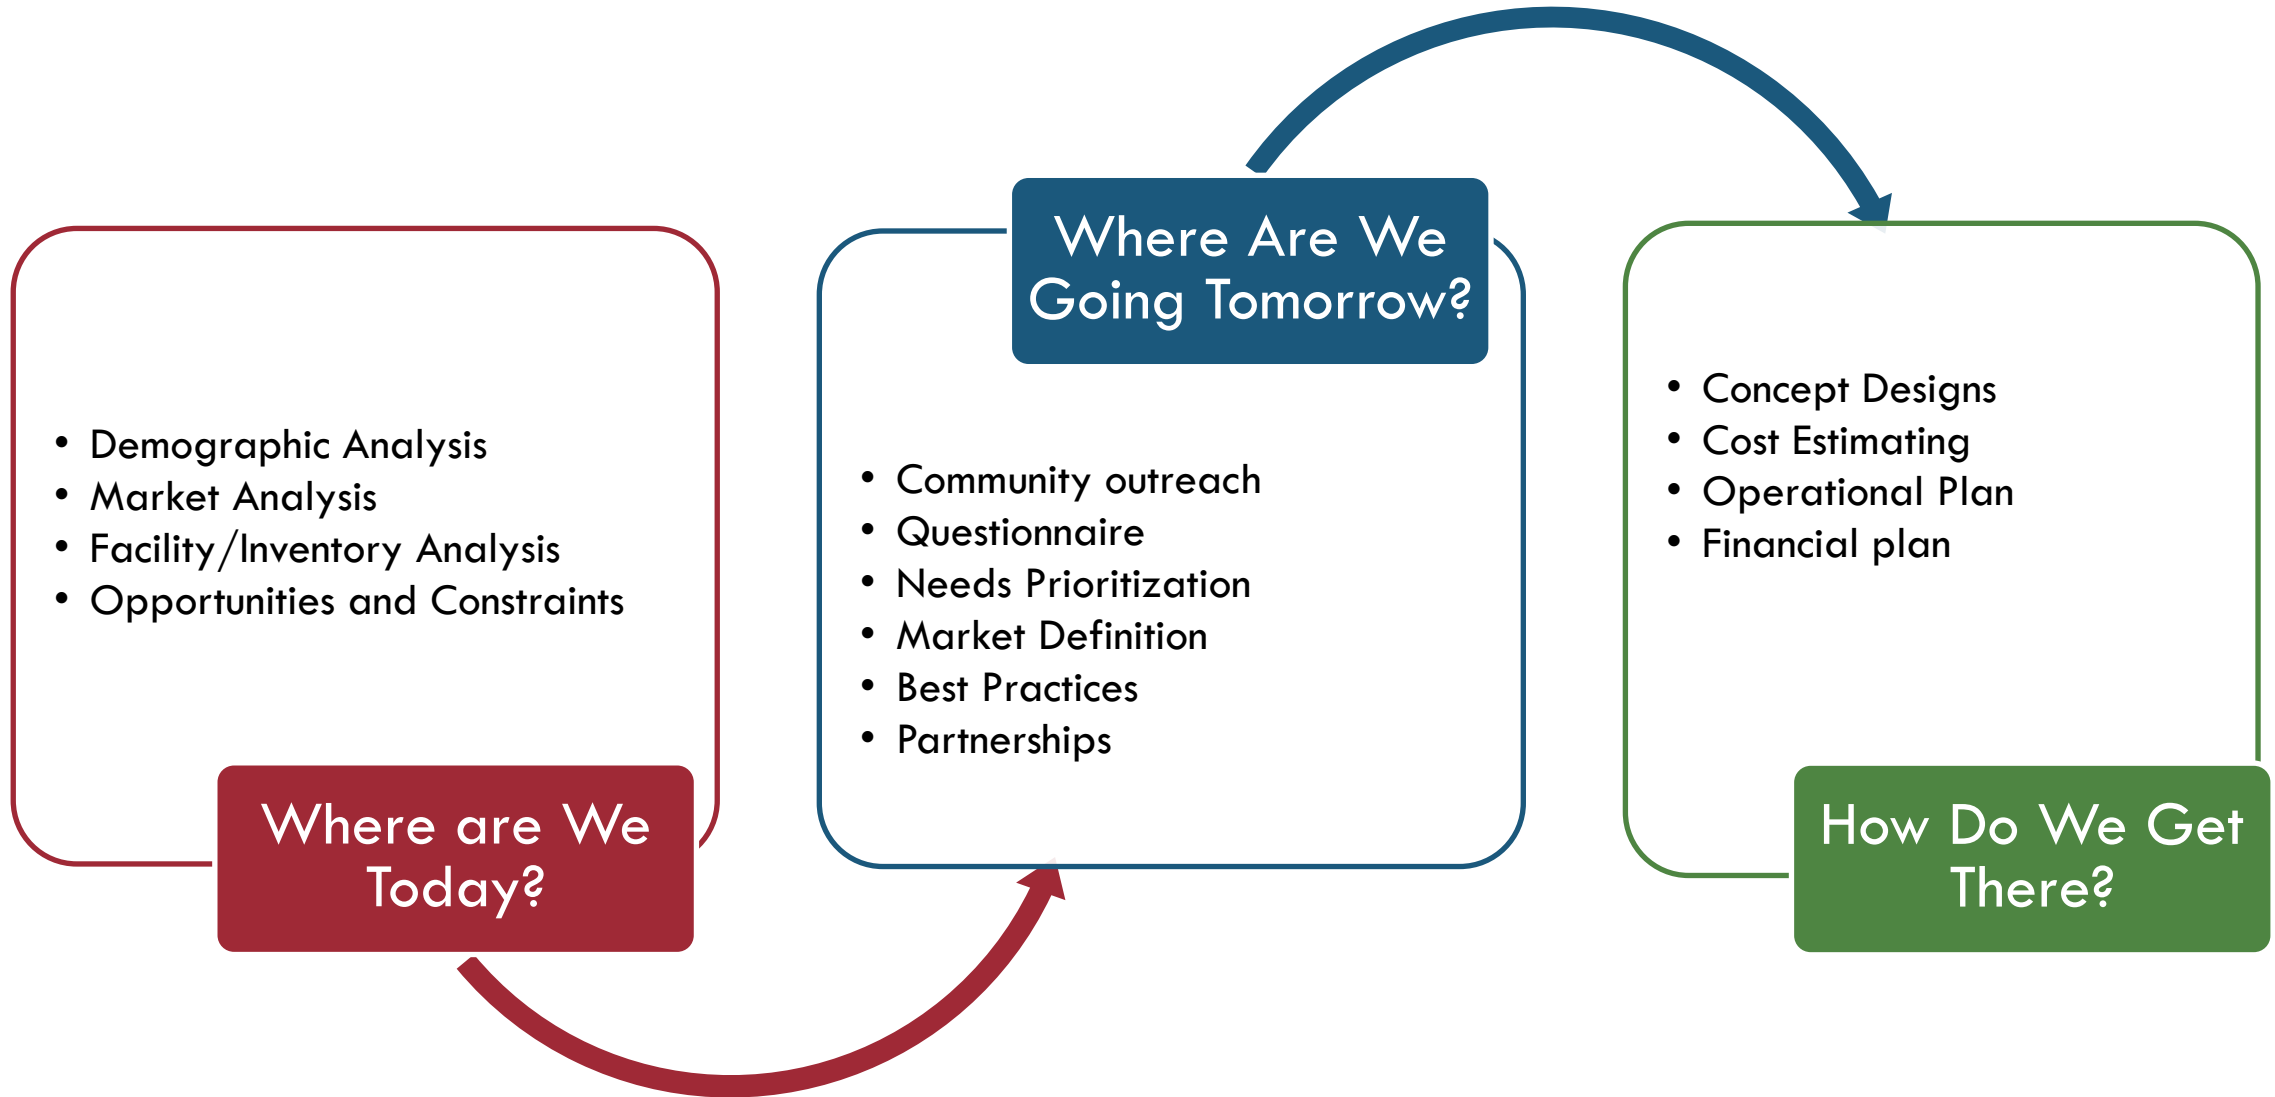 • Demographic Analysis
• Market Analysis
• Facility/Inventory Analysis
• Opportunities and Constraints
Where are We
Today?
Where Are We
Going Tomorrow?
• Community outreach
• Questionnaire
• Needs Prioritization
• Market Definition
• Best Practices
• Partnerships
• Concept Designs
• Cost Estimating
• Operational Plan
• Financial plan
How Do We Get
There?